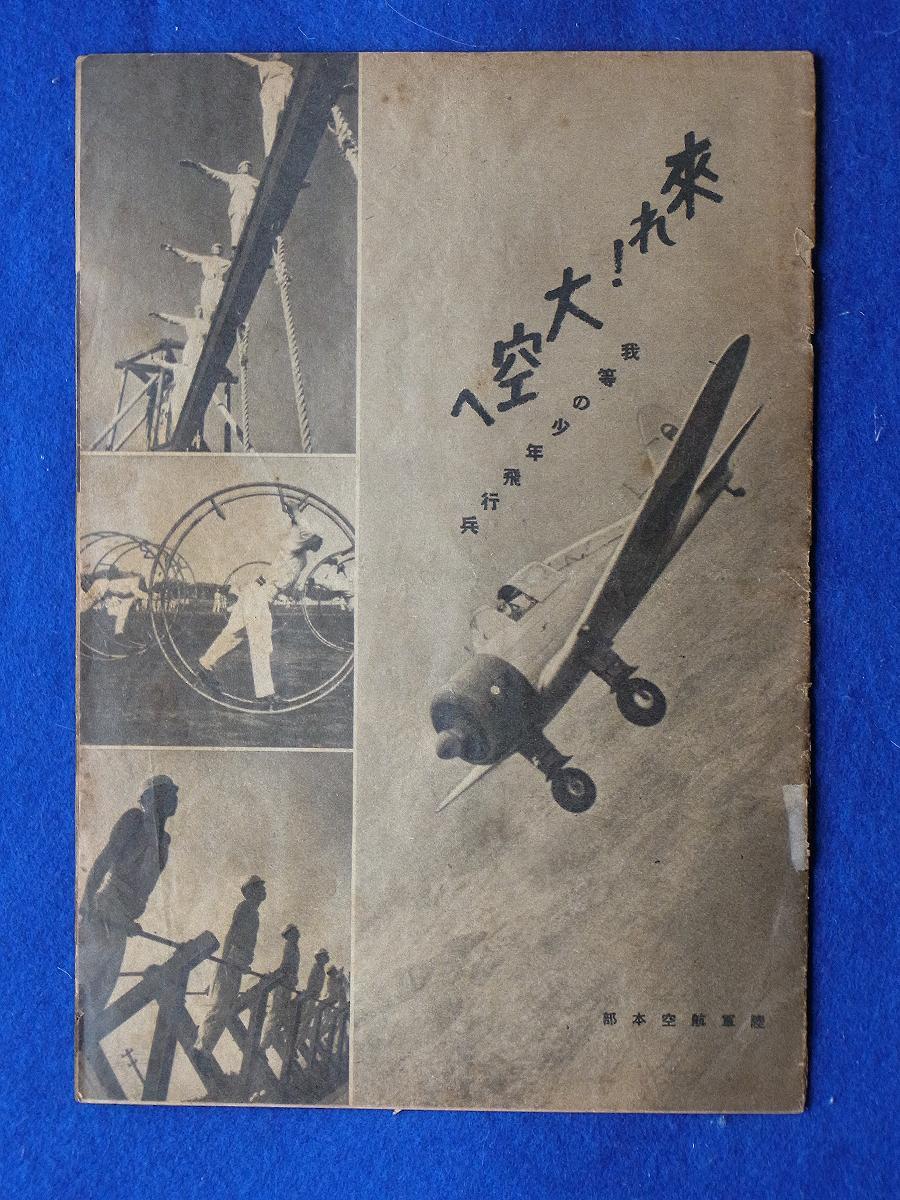 來れ!大空へ
我等の少年飛行兵
部本空航軍陸